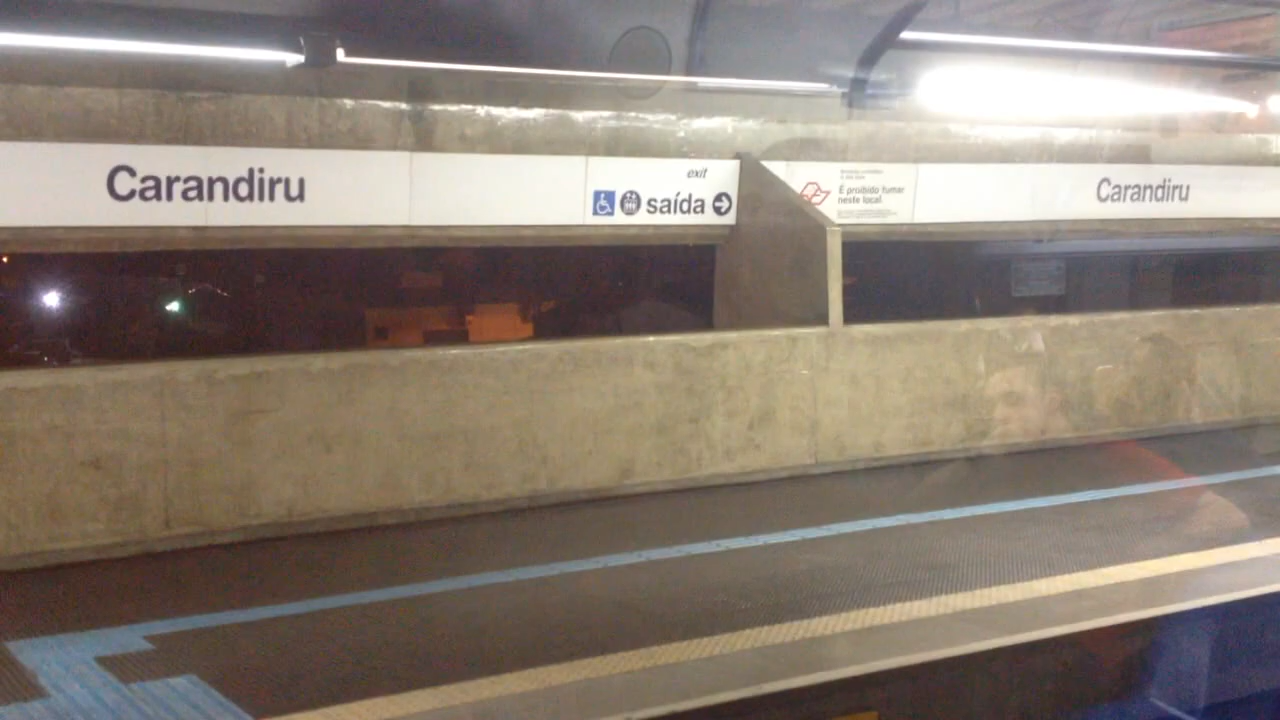 Carandiru
exit
saída
É proibido fumar
neste local
Carandiru